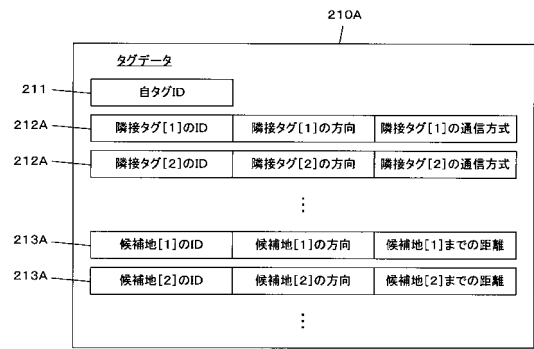 210A
タグデータ
211
自タグID
212A
隣接タグ[1]のID 隣接タグ[1]の方向 隣接タグ[1]の通信方式
212A
隣接タグ[2]のID 隣接タグ[2]の方向 隣接タグ[2]の通信方式
⋮
213A
候補地[1]のID 候補地[1]の方向 候補地[1]までの距離
213A
候補地[2]のID 候補地[2]の方向 候補地[2]までの距離
⋮